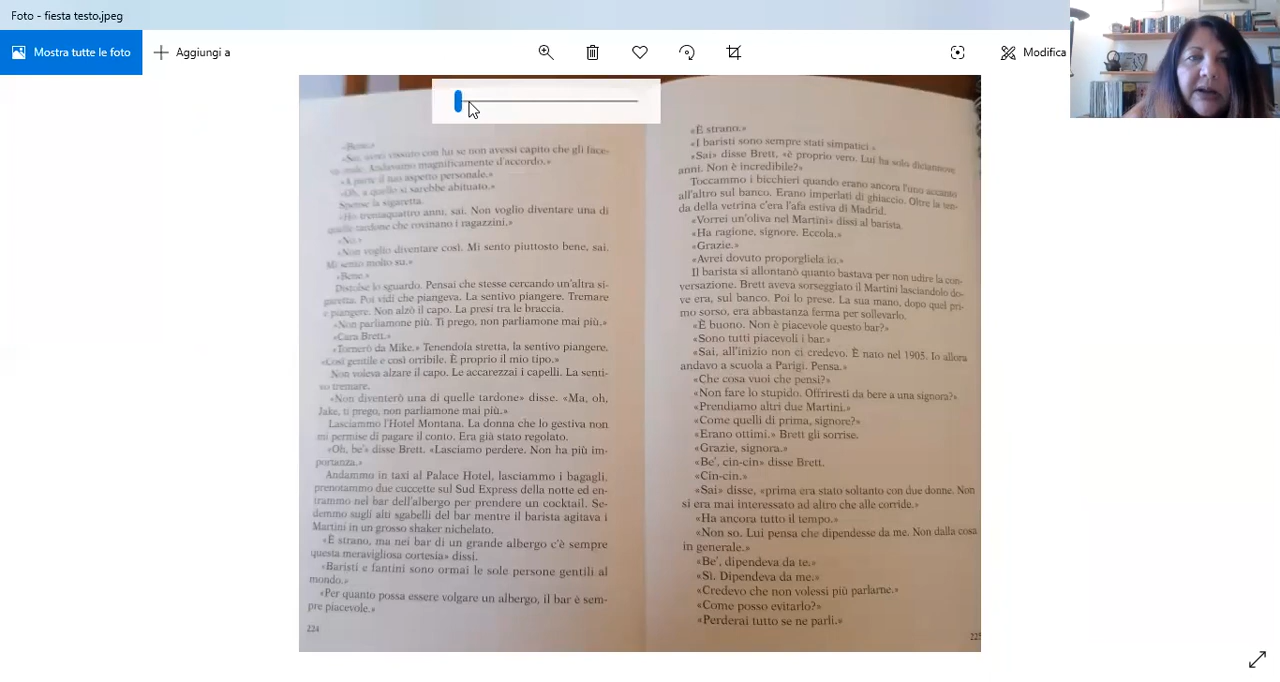 Foto - fiesta testo.jpeg
Mostra tutte le foto
Aggiungi a
Modifica
«Bene.»
«Sai, avrei vissuto con lui se non avessi capito che gli face-
vo male. Andavamo magnificamente d'accordo.»
«A parte il tuo aspetto personale.»
«Oh, a quello si sarebbe abituato.»
Spense la sigaretta.
«Ho trentaquattro anni, sai. Non voglio diventare una di
quelle tardone che rovinano i ragazzini.»
«No.»
«Non voglio diventare così. Mi sento piuttosto bene, sai.
Mi sento molto su.»
«Bene.»
Distolse lo sguardo. Pensai che stesse cercando un'altra si-
garetta. Poi vidi che piangeva. La sentivo piangere. Tremare
e piangere. Non alzò il capo. La presi tra le braccia.
«Non parliamone più. Ti prego, non parliamone mai più.»
«Cara Brett.»
«Tornerò da Mike.» Tenendola stretta, la sentivo piangere.
«Così gentile e così orribile. È proprio il mio tipo.»
Non voleva alzare il capo. Le accarezzai i capelli. La senti-
vo tremare.
«Non diventerò una di quelle tardone» disse. «Ma, oh,
Jake, ti prego, non parliamone mai più.»
Lasciammo l'Hotel Montana. La donna che lo gestiva non
mi permise di pagare il conto. Era già stato regolato.
«Oh, be'» disse Brett. «Lasciamo perdere. Non ha più im-
portanza.»
Andammo in taxi al Palace Hotel, lasciammo i bagagli,
prenotammo due cuccette sul Sud Express della notte ed en-
trammo nel bar dell'albergo per prendere un cocktail. Se-
demmo sugli alti sgabelli del bar mentre il barista agitava i
Martini in un grosso shaker nichelato.
«È strano, ma nei bar di un grande albergo c'è sempre
questa meravigliosa cortesia» dissi.
«Baristi e fantini sono ormai le sole persone gentili al
mondo.»
«Per quanto possa essere volgare un albergo, il bar è sem-
pre piacevole.»
224
«È strano.»
«I baristi sono sempre stati simpatici.»
«Sai» disse Brett, «è proprio vero. Lui ha solo diciannove
anni. Non è incredibile?»
Toccammo i bicchieri quando erano ancora l'uno accanto
all'altro sul banco. Erano imperlati di ghiaccio. Oltre la ten-
da della vetrina c'era l'afa estiva di Madrid.
«Vorrei un'oliva nel Martini» dissi al barista.
«Ha ragione, signore. Eccola.»
«Grazie.»
«Avrei dovuto proporgliela io.»
Il barista si allontanò quanto bastava per non udire la con-
versazione. Brett aveva sorseggiato il Martini lasciandolo do-
ve era, sul banco. Poi lo prese. La sua mano, dopo quel pri-
mo sorso, era abbastanza ferma per sollevarlo.
«È buono. Non è piacevole questo bar?»
«Sono tutti piacevoli i bar.»
«Sai, all'inizio non ci credevo. È nato nel 1905. Io allora
andavo a scuola a Parigi. Pensa.»
«Che cosa vuoi che pensi?»
«Non fare lo stupido. Offriresti da bere a una signora?»
«Prendiamo altri due Martini.»
«Come quelli di prima, signore?»
«Erano ottimi.» Brett gli sorrise.
«Grazie, signora.»
«Be', cin-cin» disse Brett.
«Cin-cin.»
«Sai» disse, «prima era stato soltanto con due donne. Non
si era mai interessato ad altro che alle corride.»
«Ha ancora tutto il tempo.»
«Non so. Lui pensa che dipendesse da me. Non dalla cosa
in generale.»
«Be', dipendeva da te.»
«Sì. Dipendeva da me.»
«Credevo che non volessi più parlarne.»
«Come posso evitarlo?»
«Perderai tutto se ne parli.»
225